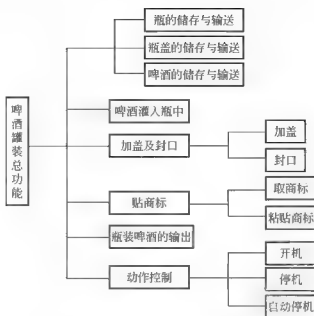 啤酒罐装总功能
瓶的储存与输送
瓶盖的储存与输送
啤酒的储存与输送
啤酒灌入瓶中
加盖及封口
加盖
封口
贴商标
取商标
粘贴商标
瓶装啤酒的输出
动作控制
开机
停机
自动停机